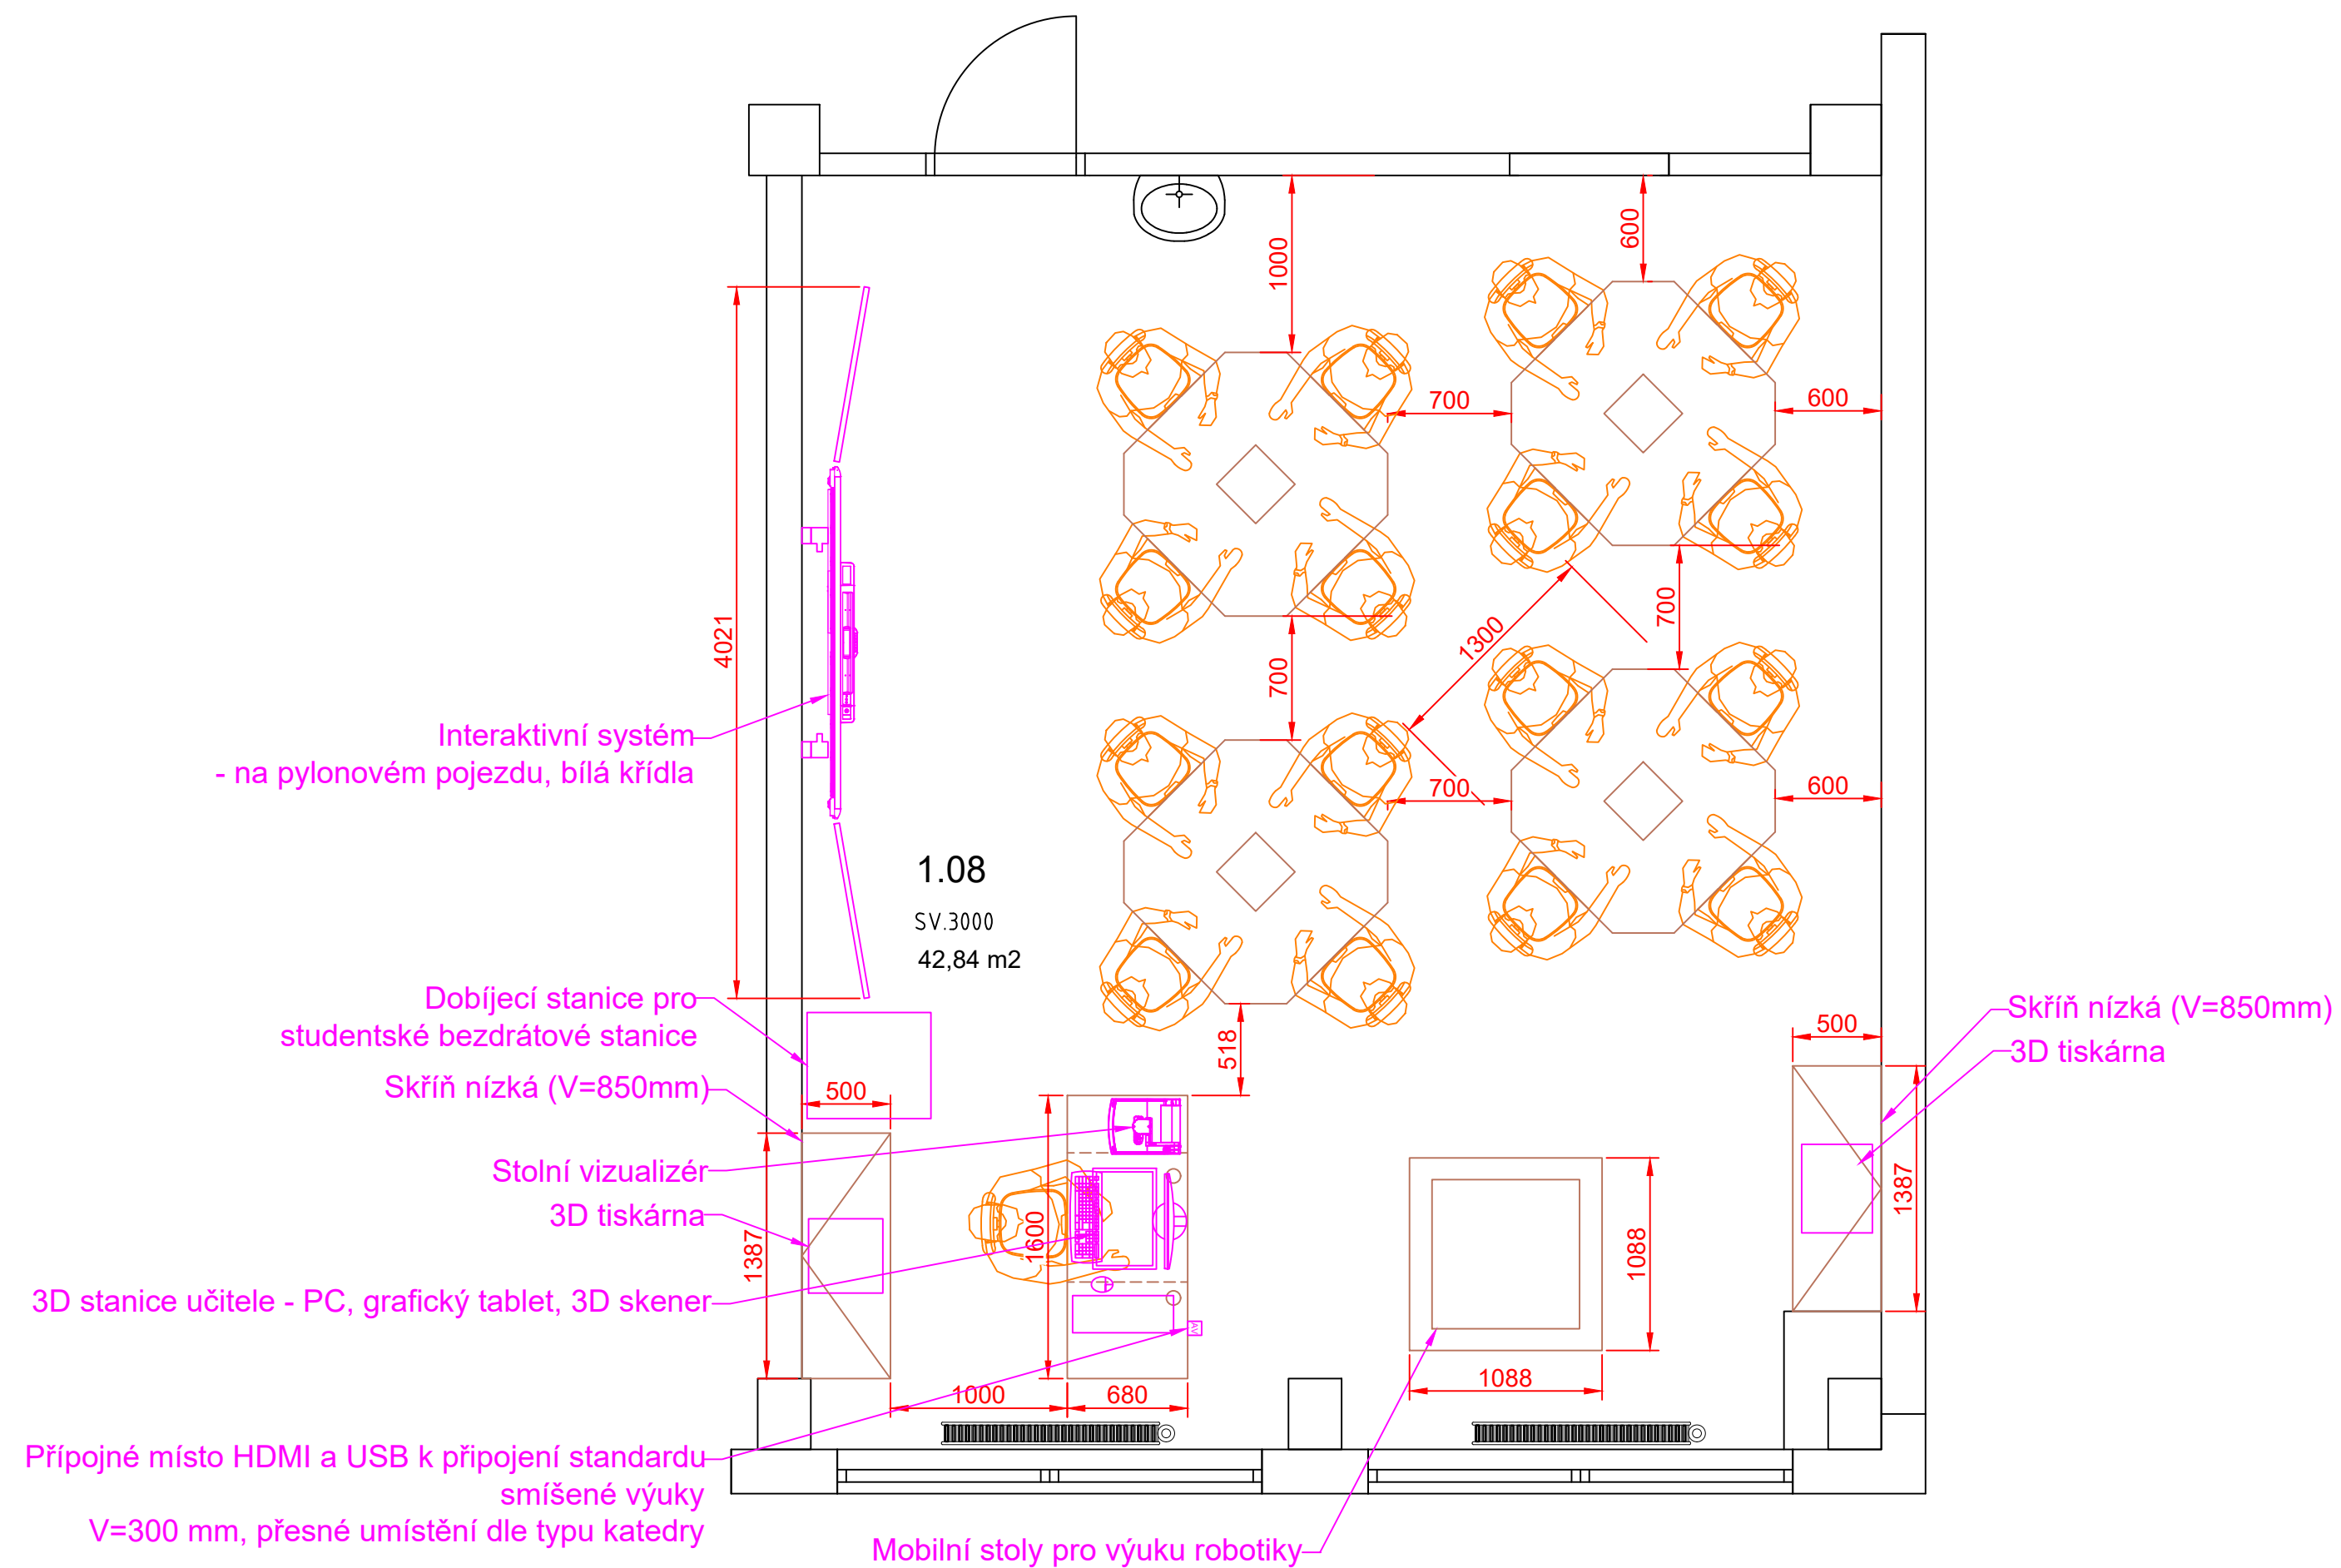 1000
600
700
600
4021
1300
700
700
Interaktivní systém
- na pylonovém pojezdu, bílá křídla
700
600
1.08
SV.3000
42,84 m2
Dobíjecí stanice pro
studentské bezdrátové stanice
Skříň nízká (V=850mm)
3D tiskárna
500
518
Skříň nízká (V=850mm)
500
Stolní vizualizér
3D tiskárna
1387
1387
1600
1088
3D stanice učitele - PC, grafický tablet, 3D skener
AV
1088
1000
680
Přípojné místo HDMI a USB k připojení standardu
smíšené výuky
V=300 mm, přesné umístění dle typu katedry
Mobilní stoly pro výuku robotiky